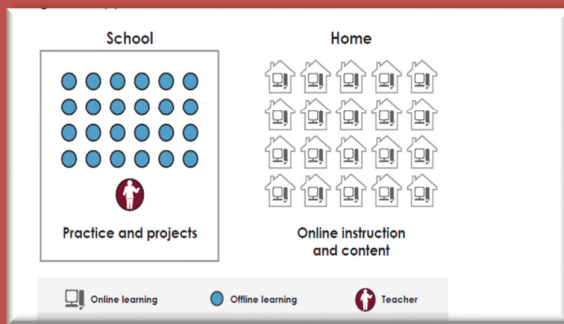 School
Home
Practice and projects
Online instruction
and content
Online learning
Offline learning
Teacher